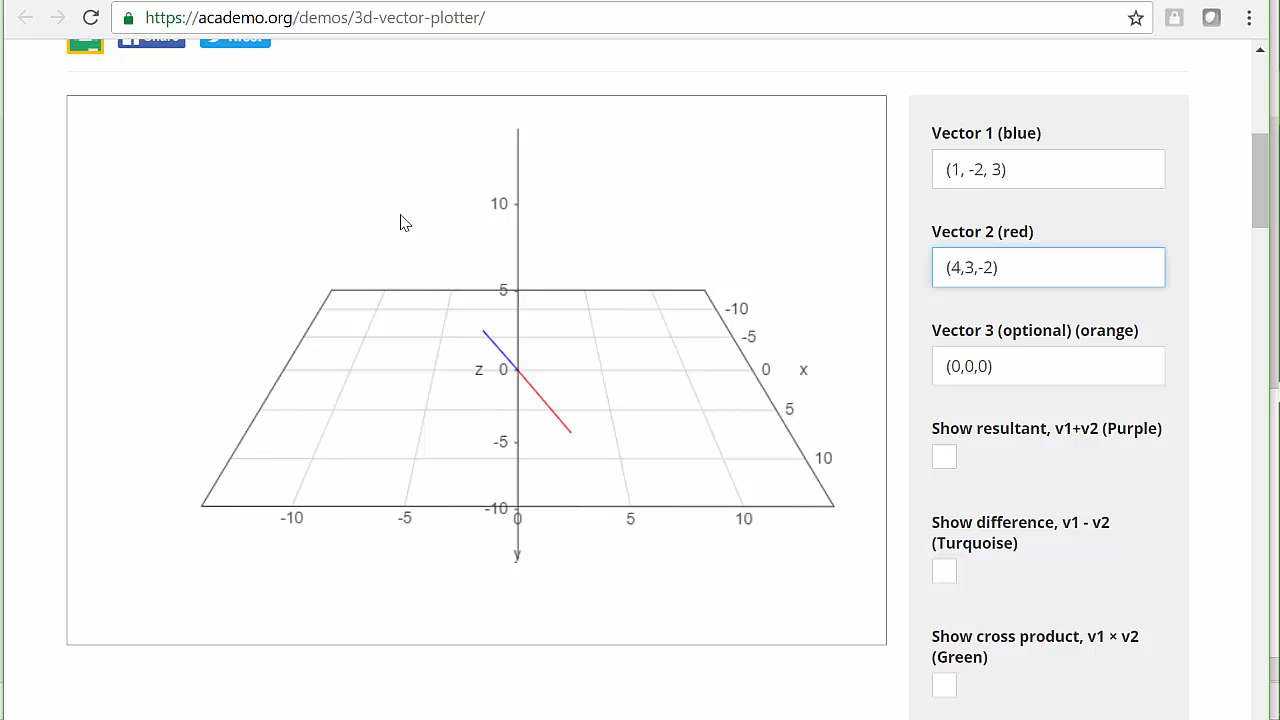 https://academo.org/demos/3d-vector-plotter/
Share
Tweet
Vector 1 (blue)
(1, -2, 3)
Vector 2 (red)
(4,3,-2)
Vector 3 (optional) (orange)
(0,0,0)
Show resultant, v1+v2 (Purple)
Show difference, v1 - v2
(Turquoise)
Show cross product, v1 × v2
(Green)
10
5
-10
-5
z 0 0 x
5
-5
10
-10
-10 -5 0 5 10
y